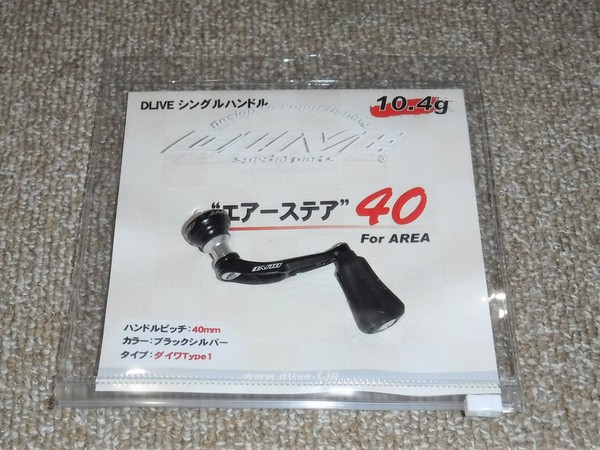 DLIVE シングルハンドル
10.4g
"エアーステア" 40
For AREA
DLIVE
ハンドルピッチ：40mm
カラー：ブラックシルバー
タイプ：ダイワType1
www.dlive-f.jp